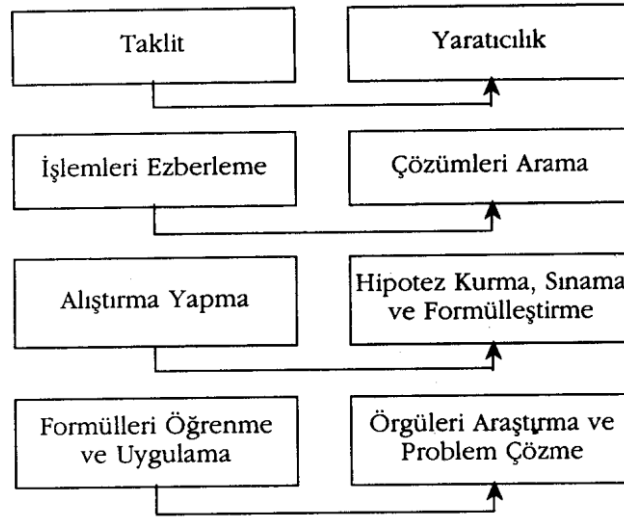 Taklit
Yaratıcılık
İşlemleri Ezberleme
Çözümleri Arama
Alıştırma Yapma
Hipotez Kurma, Sınama
ve Formülleştirme
Formülleri Öğrenme
ve Uygulama
Örgüleri Araştırma ve
Problem Çözme